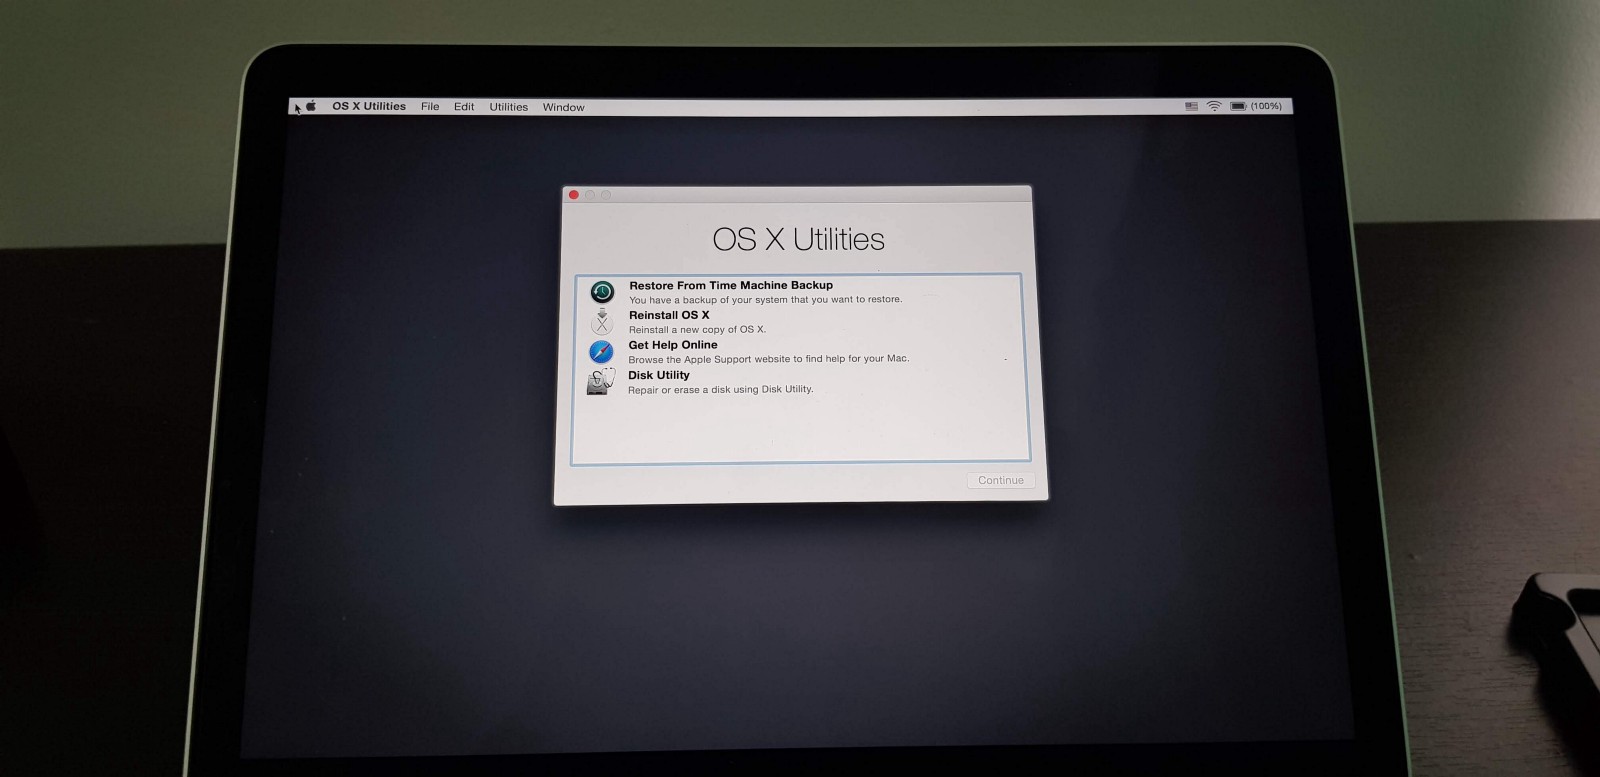 OS X Utilities File Edit Utilities Window (100%)
OS X Utilities
Restore From Time Machine Backup
You have a backup of your system that you want to restore.
Reinstall OS X
Reinstall a new copy of OS X.
Get Help Online
Browse the Apple Support website to find help for your Mac.
Disk Utility
Repair or erase a disk using Disk Utility.
Continue